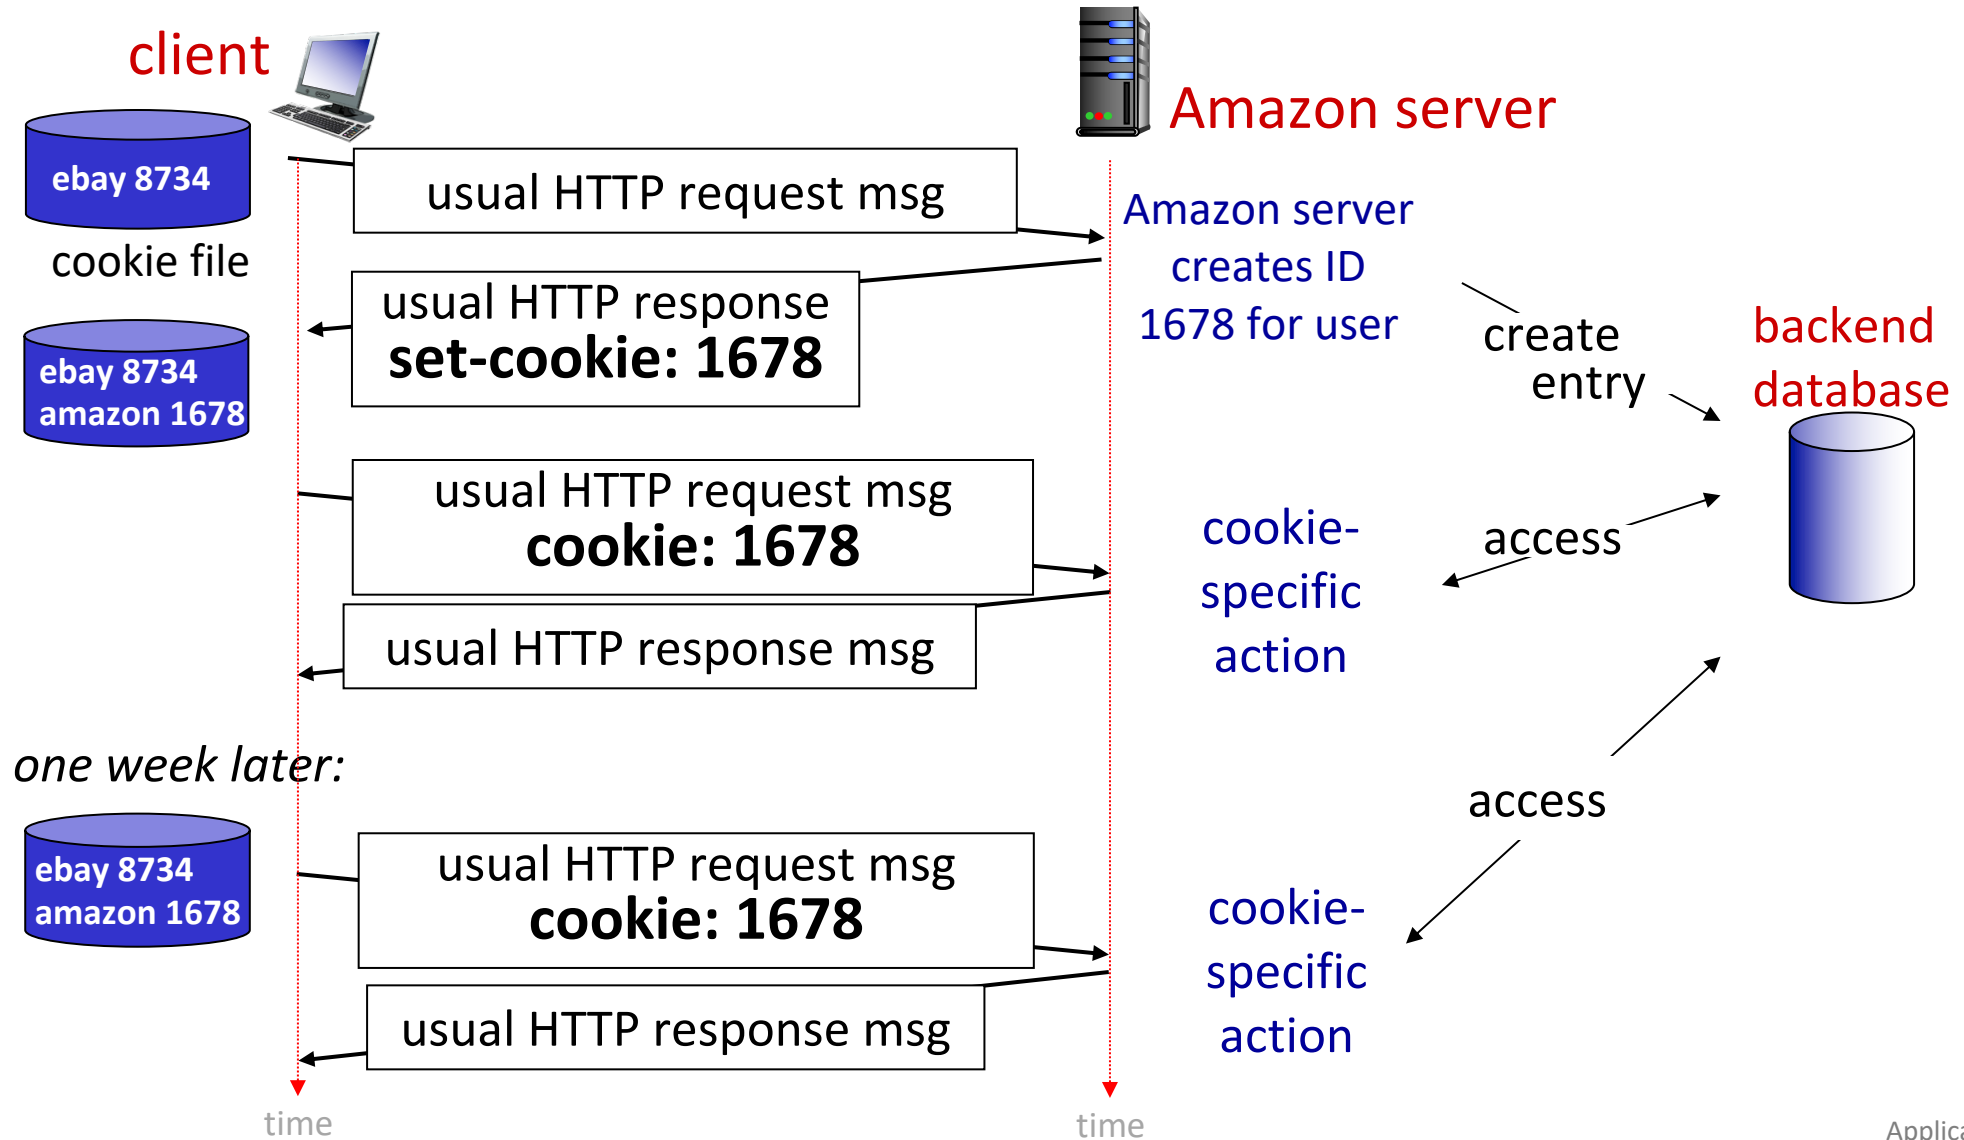 client
Amazon server
ebay 8734
usual HTTP request msg
Amazon server
creates ID
1678 for user
cookie file
usual HTTP response
set-cookie: 1678
create
entry
backend
database
ebay 8734
amazon 1678
usual HTTP request msg
cookie: 1678
cookie-
specific
action
access
usual HTTP response msg
one week later:
access
ebay 8734
amazon 1678
usual HTTP request msg
cookie: 1678
cookie-
specific
action
usual HTTP response msg
time
time